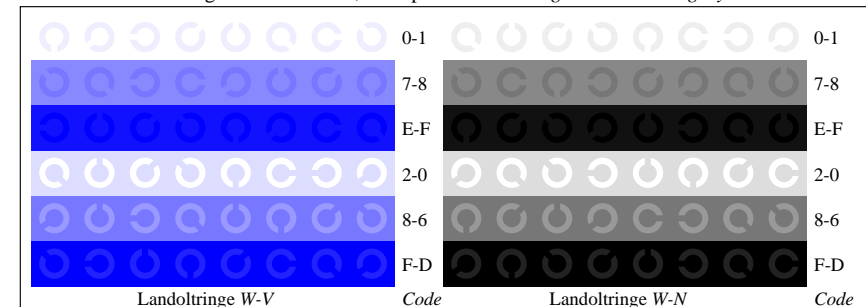 0-1 0-1
7-8 7-8
E-F E-F
2-0 2-0
8-6 8-6
F-D F-D
Landoltringe W-V Code Landoltringe W-N Code